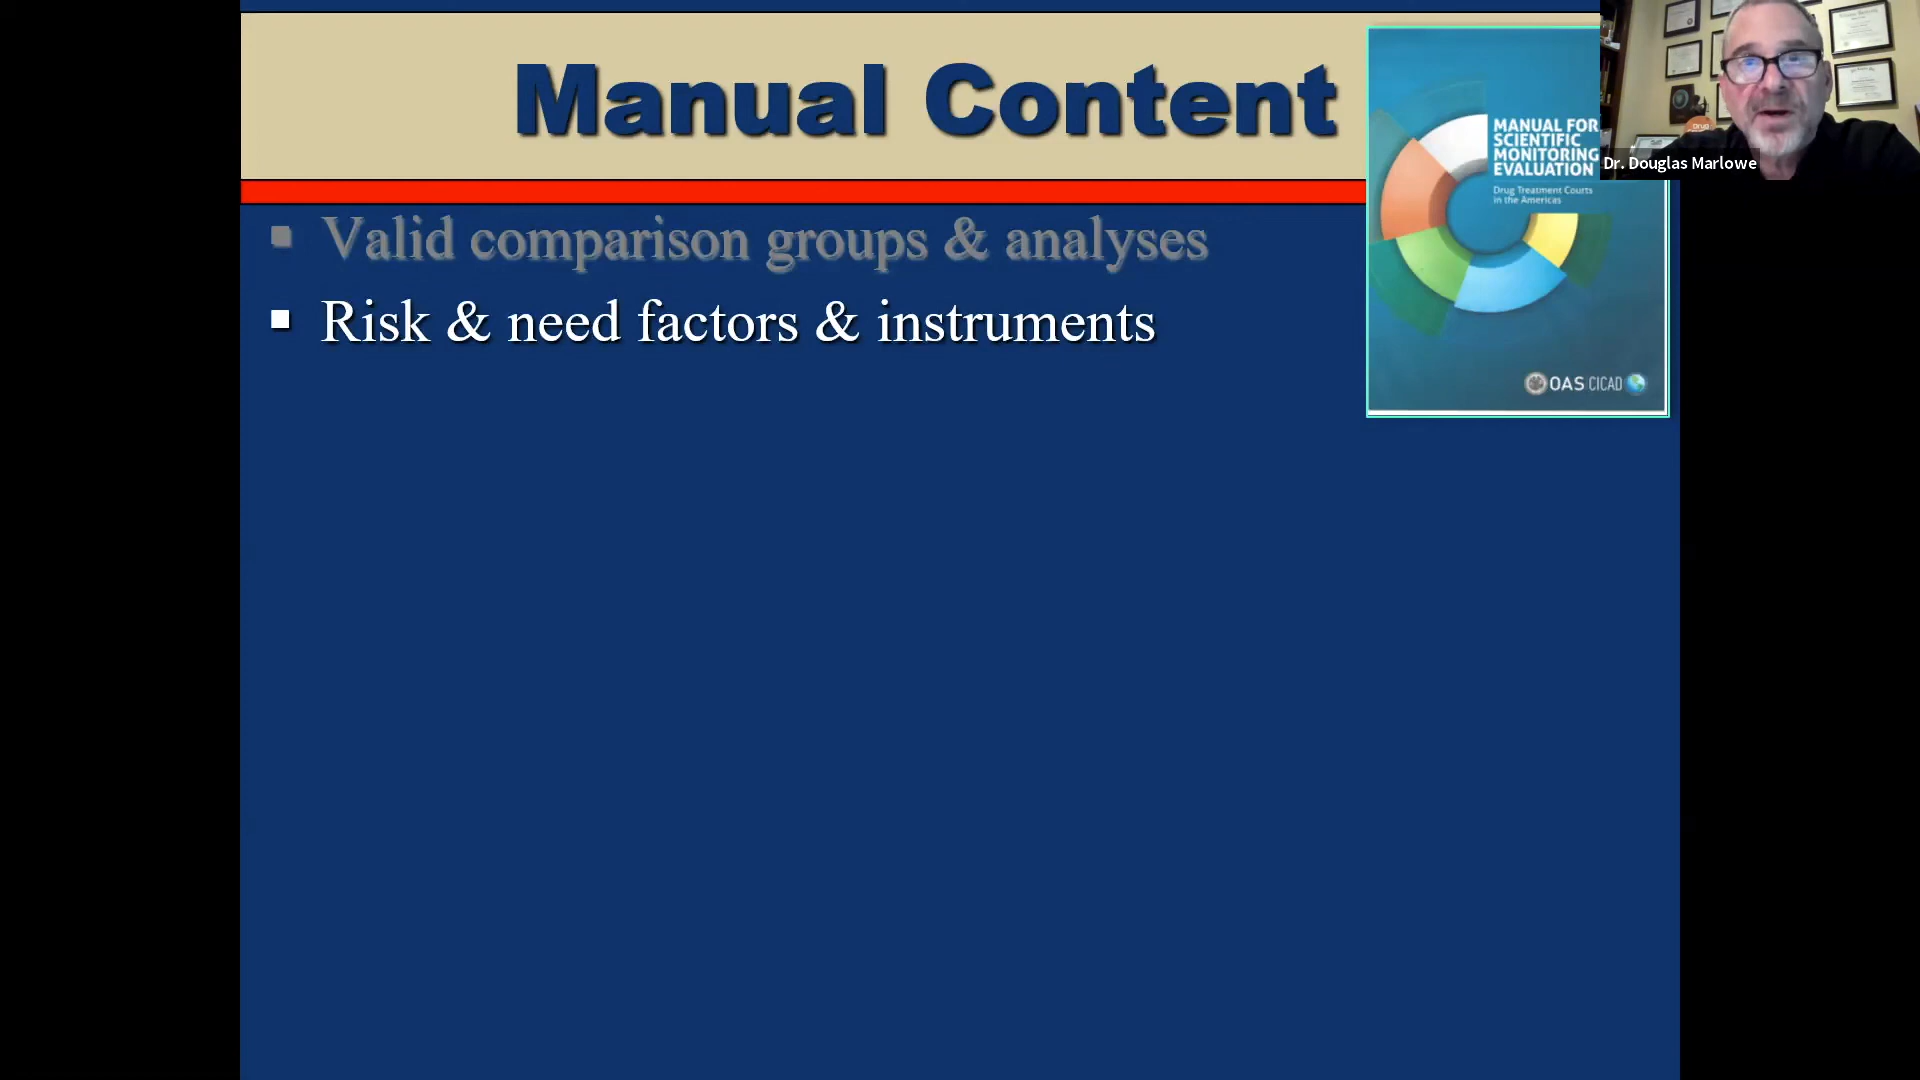 Manual Content
MANUAL FOR
SCIENTIFIC
MONITORING
EVALUATION
Drug Treatment Courts
in the Americas
OAS CICAD
Dr. Douglas Marlowe
▪ Valid comparison groups & analyses
▪ Risk & need factors & instruments